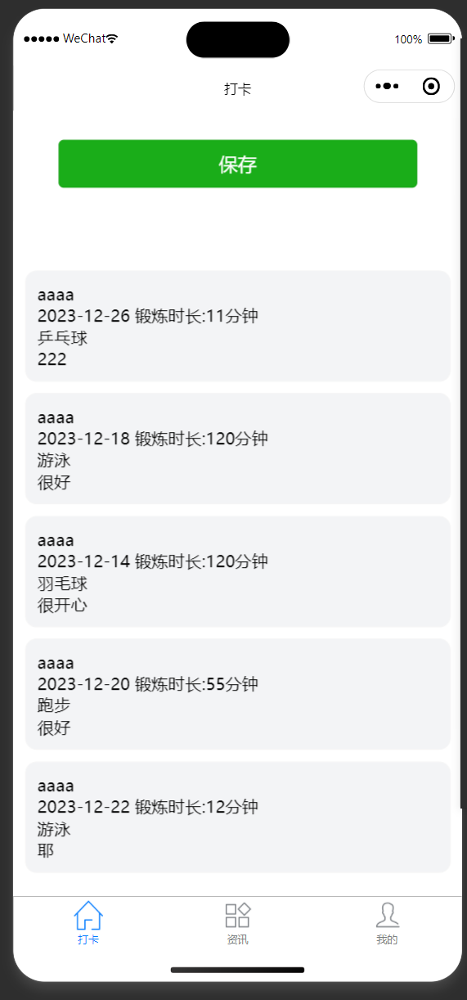 WeChat
100%
打卡
保存
aaaa
2023-12-26 锻炼时长:11分钟
乒乓球
222
aaaa
2023-12-18 锻炼时长:120分钟
游泳
很好
aaaa
2023-12-14 锻炼时长:120分钟
羽毛球
很开心
aaaa
2023-12-20 锻炼时长:55分钟
跑步
很好
aaaa
2023-12-22 锻炼时长:12分钟
游泳
耶
打卡
资讯
我的